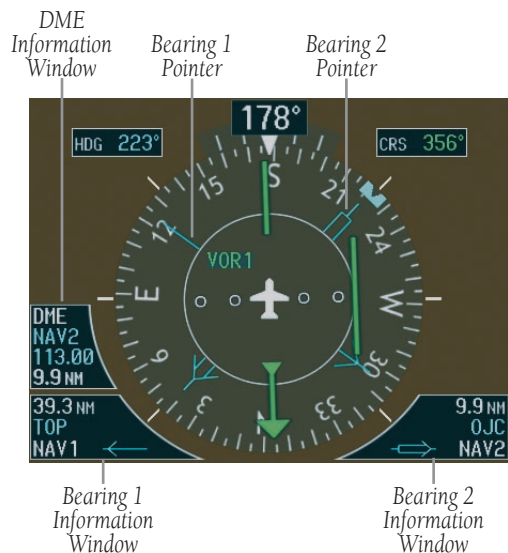 DME
Information
Window
Bearing 1
Pointer
Bearing 2
Pointer
178°
HDG 223°
CRS 356°
S
21
24
W
30
33
N
3
6
E
12
15
VOR1
DME
NAV2
113.00
9.9 NM
39.3 NM
TOP
NAV1
9.9 NM
OJC
NAV2
Bearing 1
Information
Window
Bearing 2
Information
Window